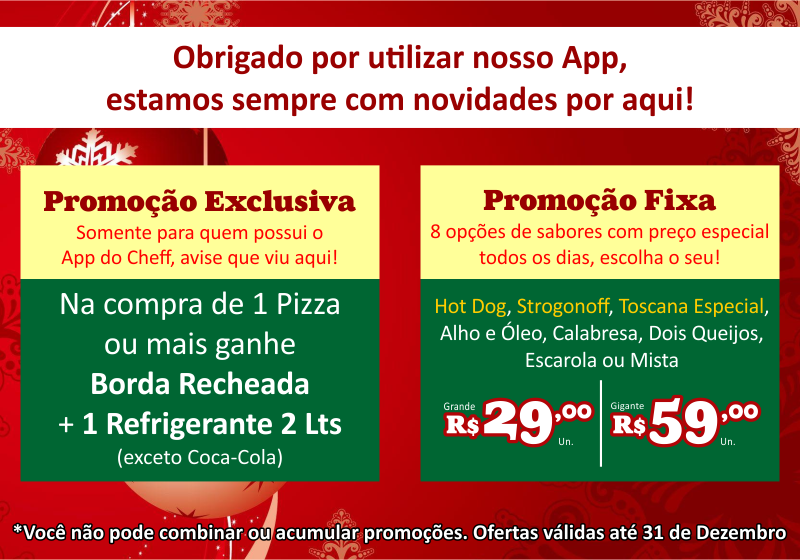 Obrigado por utilizar nosso App,
estamos sempre com novidades por aqui!
Promoção Exclusiva
Somente para quem possui o
App do Cheff, avise que viu aqui!
Na compra de 1 Pizza
ou mais ganhe
Borda Recheada
+ 1 Refrigerante 2 Lts
(exceto Coca-Cola)
Promoção Fixa
8 opções de sabores com preço especial
todos os dias, escolha o seu!
Hot Dog, Strogonoff, Toscana Especial,
Alho e Óleo, Calabresa, Dois Queijos,
Escarola ou Mista
Grande
R$29,00
Un.
Gigante
R$59,00
Un.
*Você não pode combinar ou acumular promoções. Ofertas válidas até 31 de Dezembro